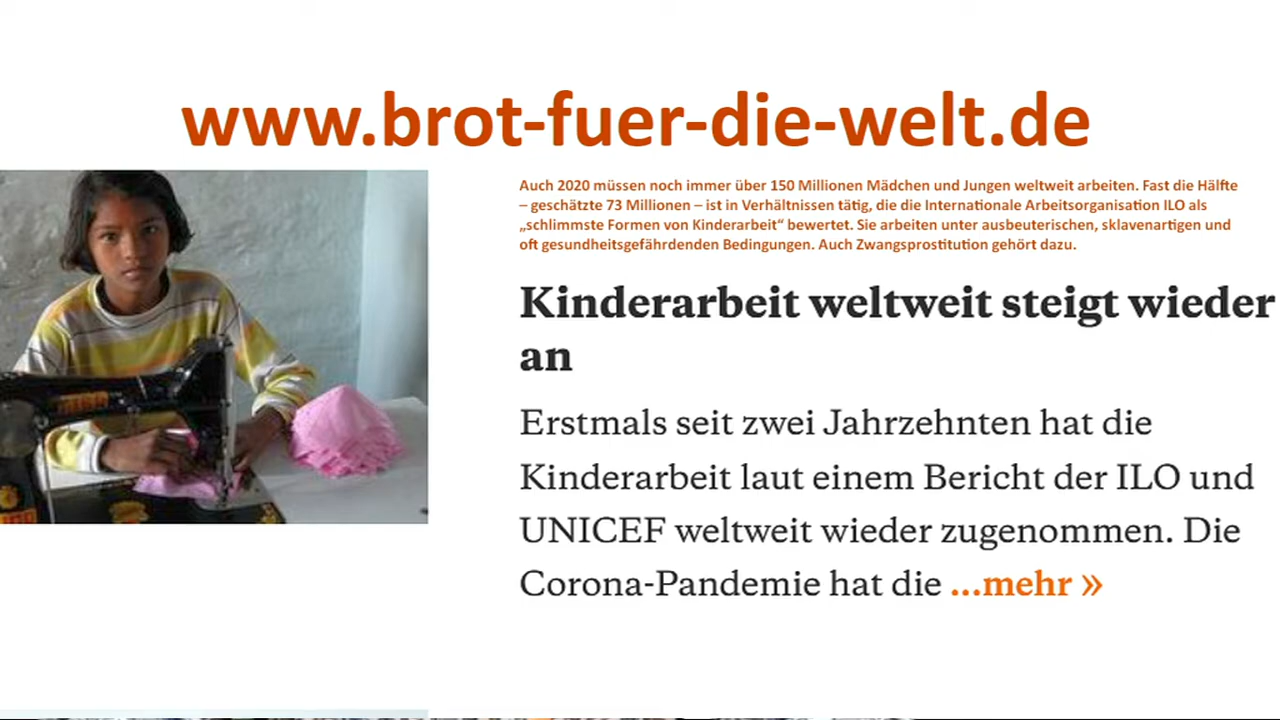 www.brot-fuer-die-welt.de
Auch 2020 müssen noch immer über 150 Millionen Mädchen und Jungen weltweit arbeiten. Fast die Hälfte
– geschätzte 73 Millionen – ist in Verhältnissen tätig, die die Internationale Arbeitsorganisation ILO als
„schlimmste Formen von Kinderarbeit“ bewertet. Sie arbeiten unter ausbeuterischen, sklavenartigen und
oft gesundheitsgefährdenden Bedingungen. Auch Zwangsprostitution gehört dazu.
Kinderarbeit weltweit steigt wieder
an
Erstmals seit zwei Jahrzehnten hat die
Kinderarbeit laut einem Bericht der ILO und
UNICEF weltweit wieder zugenommen. Die
Corona-Pandemie hat die ...mehr »